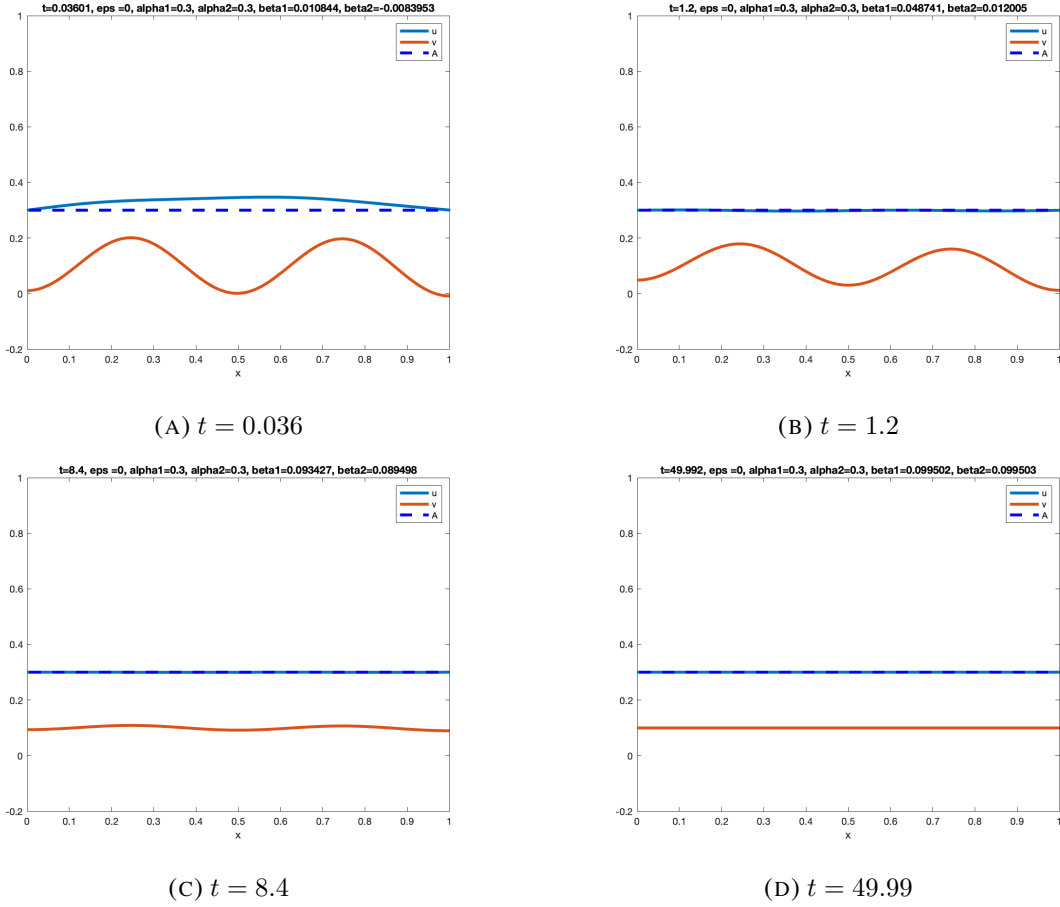 t=0.03601, eps =0, alpha1=0.3, alpha2=0.3, beta1=0.010844, beta2=-0.0083953
1
0.8
0.6
0.4
0.2
0
-0.2
u
v
A
0 0.1 0.2 0.3 0.4 0.5 0.6 0.7 0.8 0.9 1
x
(A) t = 0.036
t=1.2, eps =0, alpha1=0.3, alpha2=0.3, beta1=0.048741, beta2=0.012005
1
0.8
0.6
0.4
0.2
0
-0.2
u
v
A
0 0.1 0.2 0.3 0.4 0.5 0.6 0.7 0.8 0.9 1
x
(B) t = 1.2
t=8.4, eps =0, alpha1=0.3, alpha2=0.3, beta1=0.093427, beta2=0.089498
1
0.8
0.6
0.4
0.2
0
-0.2
u
v
A
0 0.1 0.2 0.3 0.4 0.5 0.6 0.7 0.8 0.9 1
x
(C) t = 8.4
t=49.992, eps =0, alpha1=0.3, alpha2=0.3, beta1=0.099502, beta2=0.099503
1
0.8
0.6
0.4
0.2
0
-0.2
u
v
A
0 0.1 0.2 0.3 0.4 0.5 0.6 0.7 0.8 0.9 1
x
(D) t = 49.99